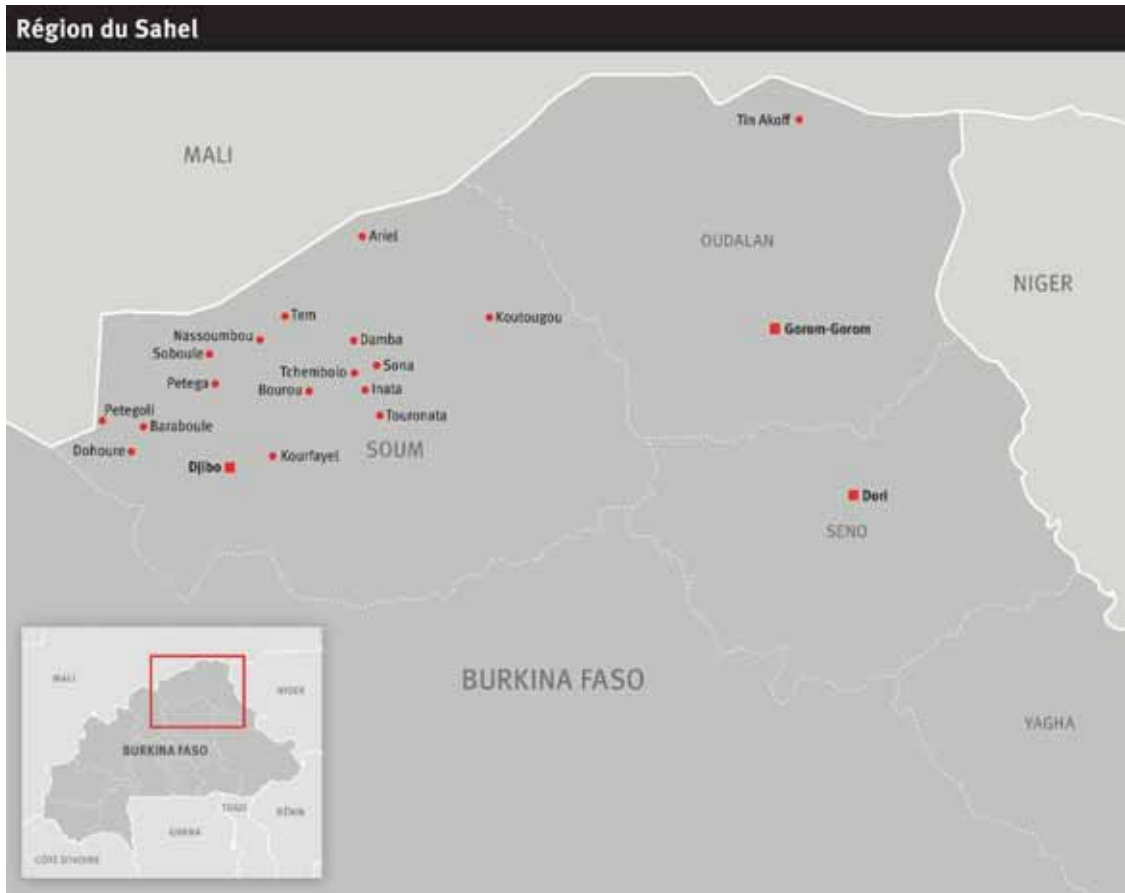 Région du Sahel
Tin Akoff
MALI
Ariel
OUDALAN
NIGER
Tem
Koutougou
Gorom-Gorom
Nassoumbou
Damba
Soboule
Sona
Tchembolo
Petega
Bourou
Inata
Petegoli
Touronata
Baraboule
SOUM
Dohoure
Kourfayel
Djibo
Dori
SENO
BURKINA FASO
YAGHA
MALI
NIGER
BURKINA FASO
TOGO
BÉNIN
GHANA
CÔTE D'IVOIRE